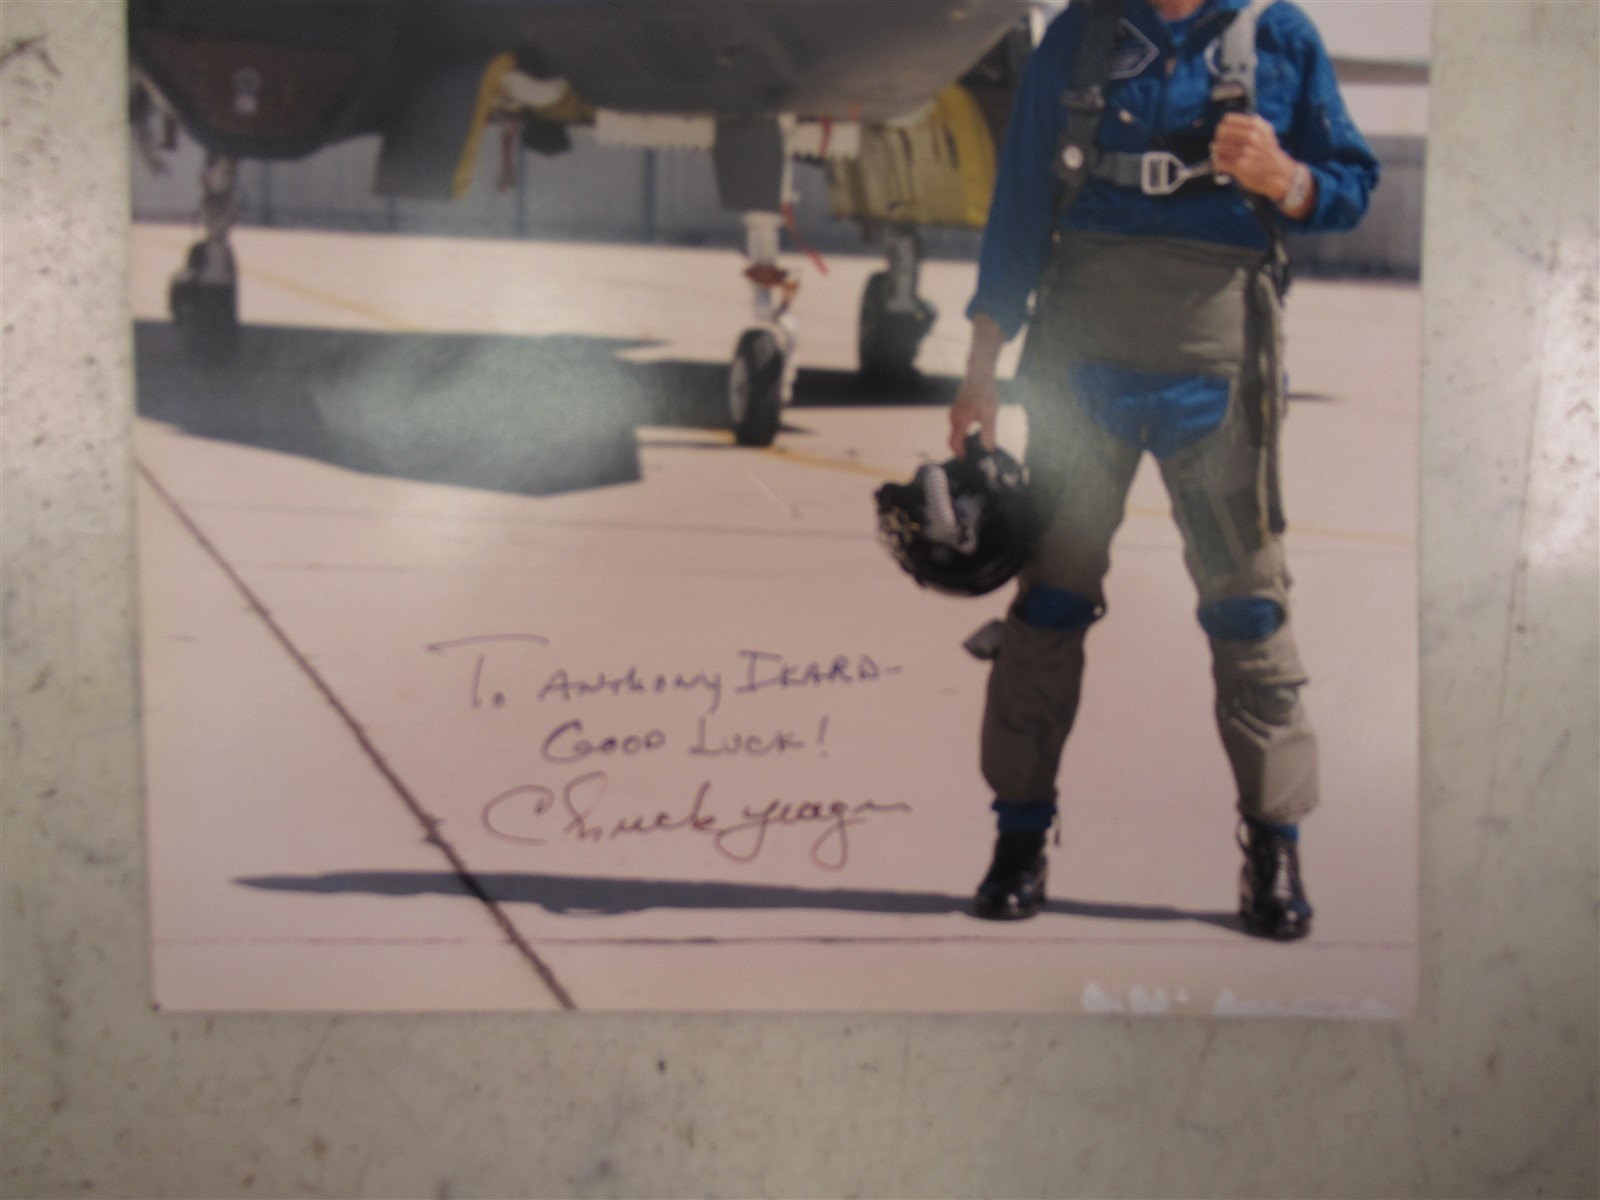 To Anthony Ikard-
Good Luck!
Chuck Yeager